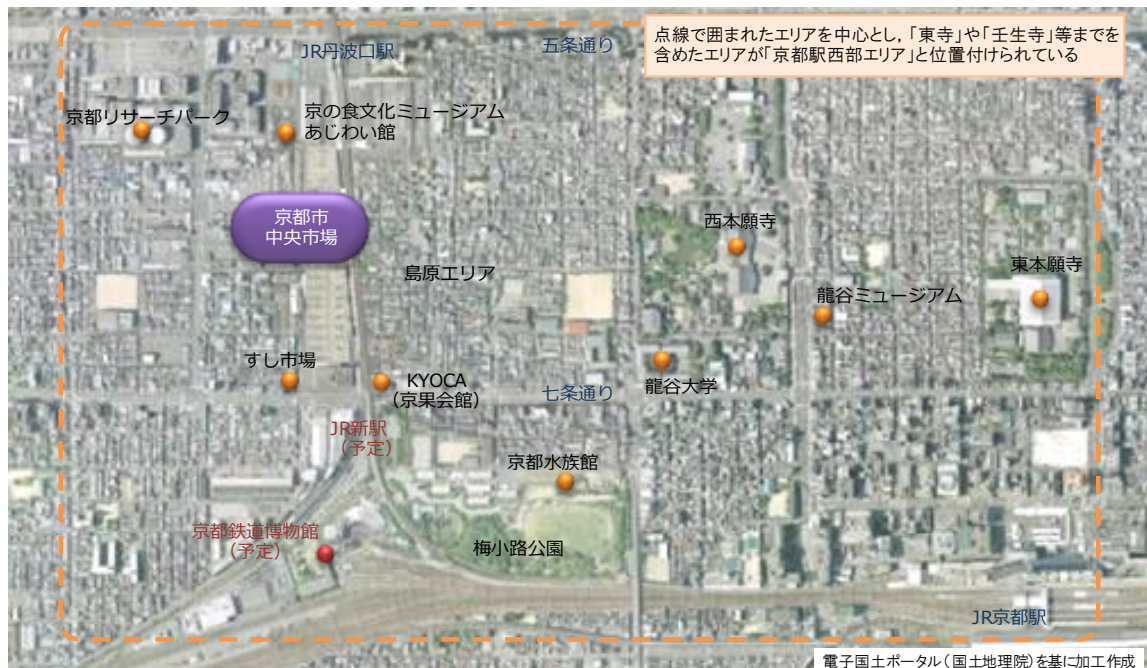 点線で囲まれたエリアを中心とし，「東寺」や「壬生寺」等までを
含めたエリアが「京都駅西部エリア」と位置付けられている
JR丹波口駅
五条通り
京都リサーチパーク
京の食文化ミュージアム
あじわい館
京都市
中央市場
西本願寺
島原エリア
東本願寺
龍谷ミュージアム
すし市場
KYOCA
（京果会館）
七条通り
龍谷大学
JR新駅
（予定）
京都水族館
京都鉄道博物館
（予定）
梅小路公園
JR京都駅
電子国土ポータル（国土地理院）を基に加工作成